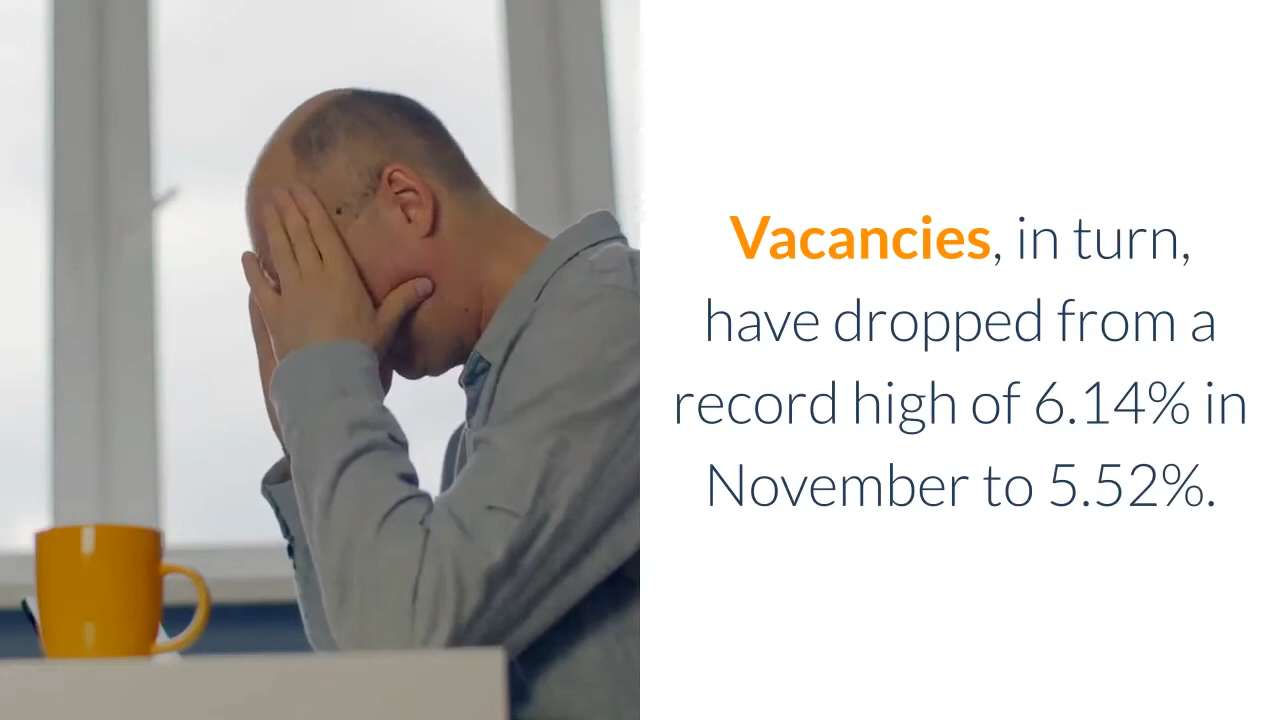 Vacancies, in turn,
have dropped from a
record high of 6.14% in
November to 5.52%.